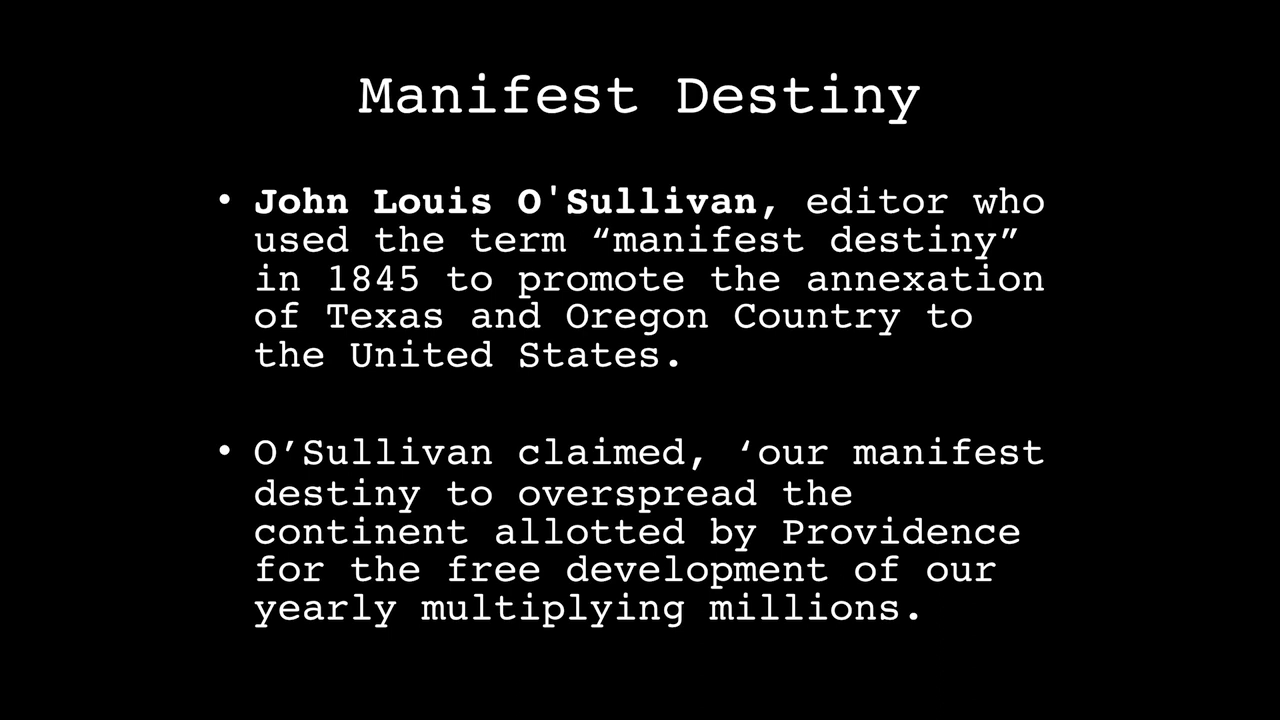 Manifest Destiny
• John Louis O'Sullivan, editor who
used the term “manifest destiny”
in 1845 to promote the annexation
of Texas and Oregon Country to
the United States.
• O’Sullivan claimed, ‘our manifest
destiny to overspread the
continent allotted by Providence
for the free development of our
yearly multiplying millions.